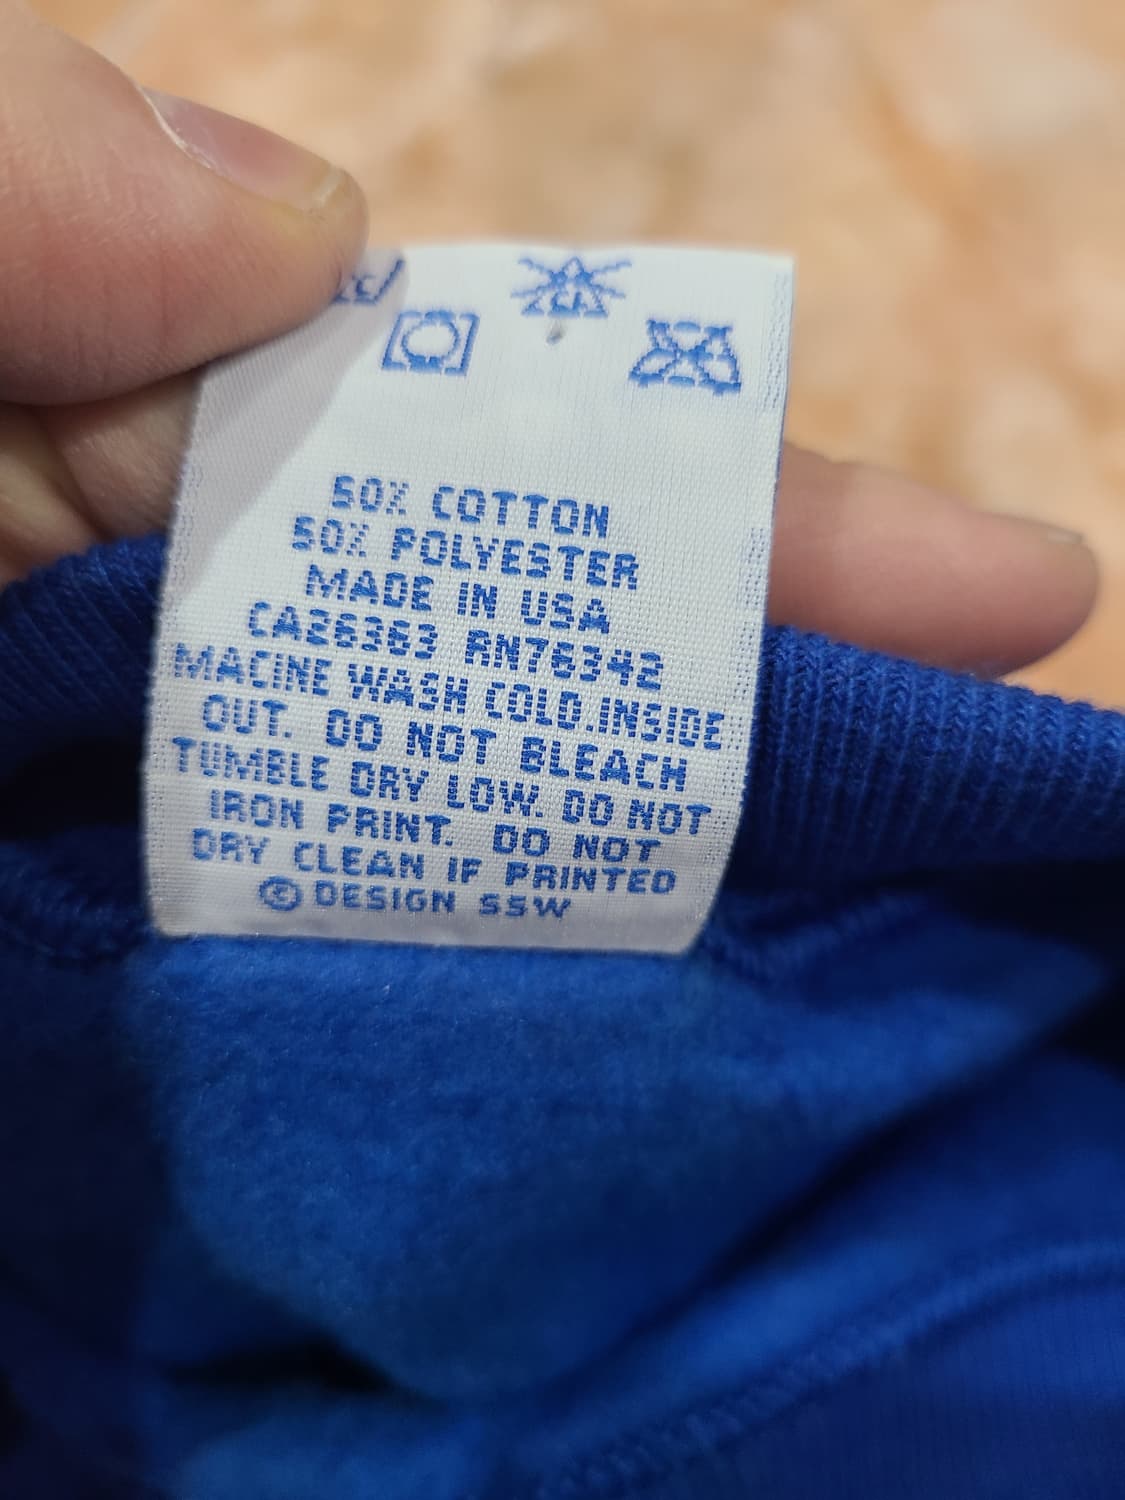 CL
50% COTTON
50% POLYESTER
MADE IN USA
CA26363 RN76342
MACINE WASH COLD.INSIDE
OUT. DO NOT BLEACH
TUMBLE DRY LOW. DO NOT
IRON PRINT. DO NOT
DRY CLEAN IF PRINTED
© DESIGN SSW